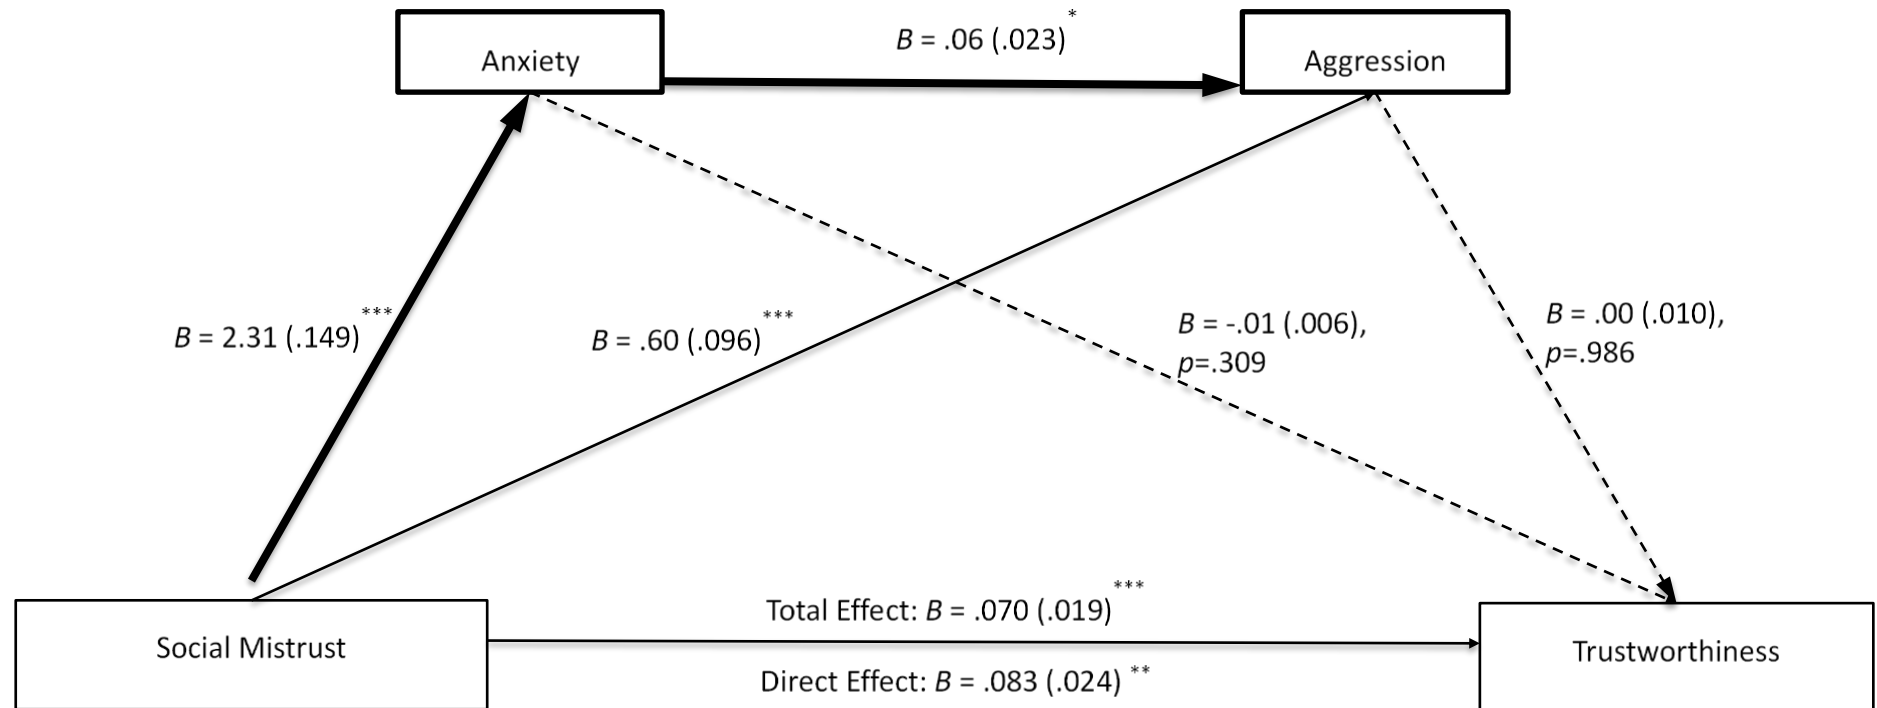 Anxiety
B = .06 (.023)*
Aggression
B = 2.31 (.149)***
B = .60 (.096)***
B = -.01 (.006),
p=.309
B = .00 (.010),
p=.986
Social Mistrust
Total Effect: B = .070 (.019)***
Direct Effect: B = .083 (.024) **
Trustworthiness